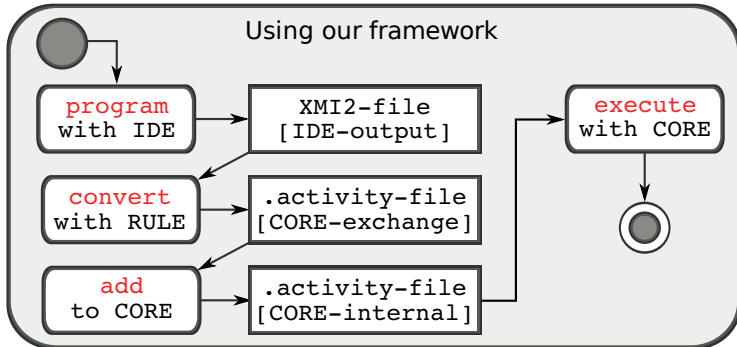 Using our framework
program
with IDE
XMI2-file
[IDE-output]
execute
with CORE
convert
with RULE
.activity-file
[CORE-exchange]
add
to CORE
.activity-file
[CORE-internal]